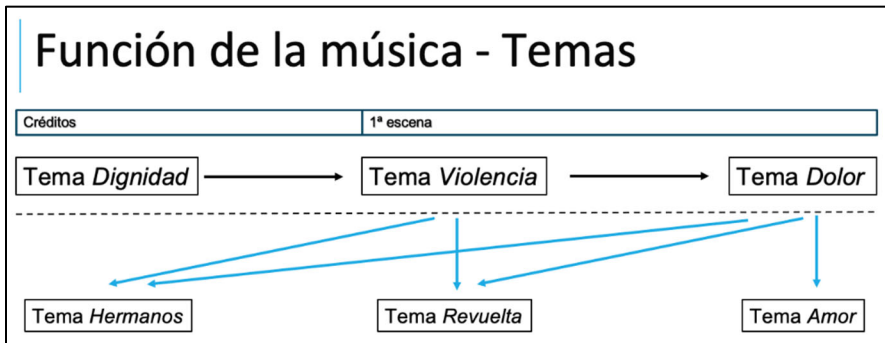 Función de la música - Temas
Créditos
1ª escena
Tema Dignidad
Tema Violencia
Tema Dolor
Tema Hermanos
Tema Revuelta
Tema Amor